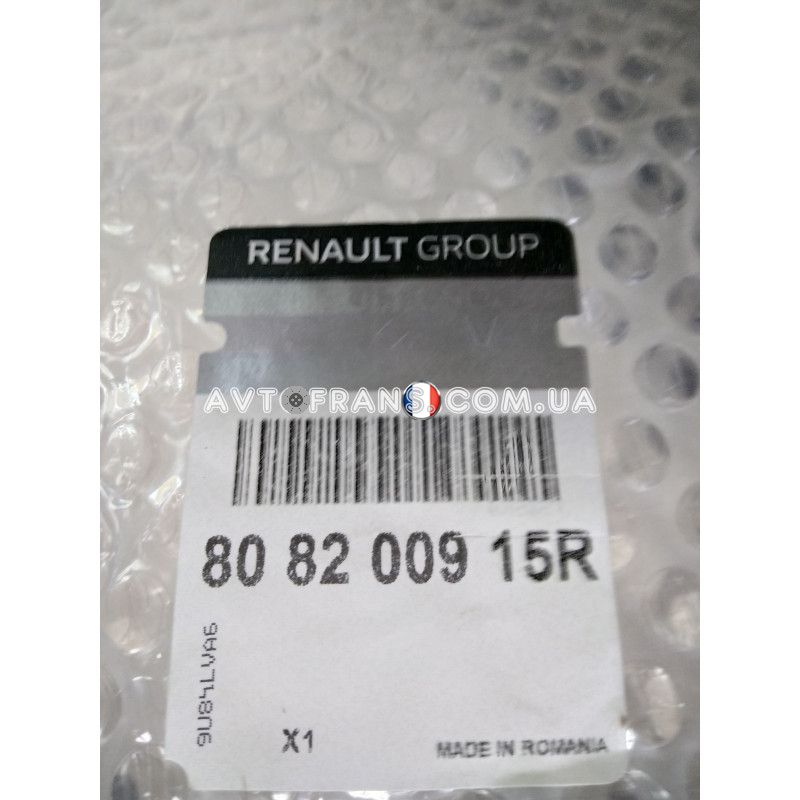 RENAULT GROUP
AVTOFRANS.COM.UA
80 82 009 15R
9U84LVA6
X1
MADE IN ROMANIA